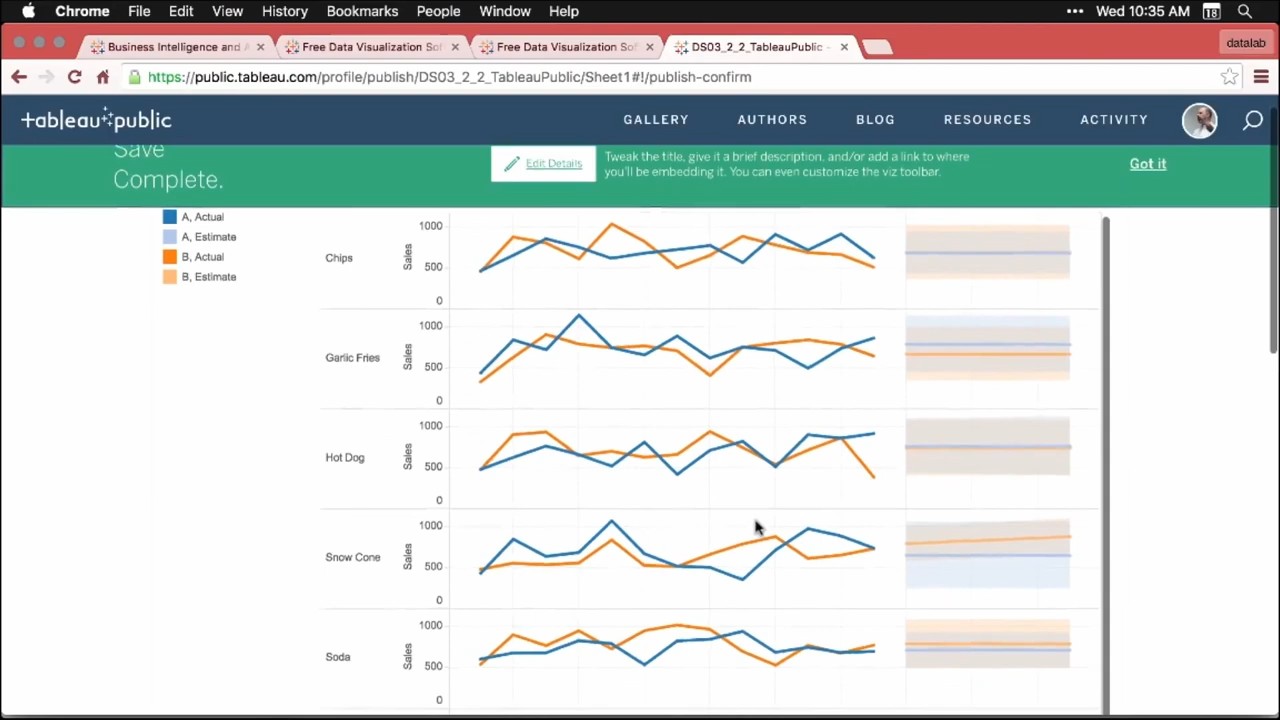 Chrome File Edit View History Bookmarks People Window Help ••• Wed 10:35 AM 18
Business Intelligence and A Free Data Visualization Sof Free Data Visualization Sof DS03_2_2_TableauPublic - datalab
https://public.tableau.com/profile/publish/DS03_2_2_TableauPublic/Sheet1#!/publish-confirm
+ableau public GALLERY AUTHORS BLOG RESOURCES ACTIVITY
Save
Complete.
Edit Details
Tweak the title, give it a brief description, and/or add a link to where
you'll be embedding it. You can even customize the viz toolbar.
Got it
A, Actual
A, Estimate
B, Actual
B, Estimate
Chips
Sales
1000
500
0
Garlic Fries
Sales
1000
500
0
Hot Dog
Sales
1000
500
0
Snow Cone
Sales
1000
500
0
Soda
Sales
1000
500
0